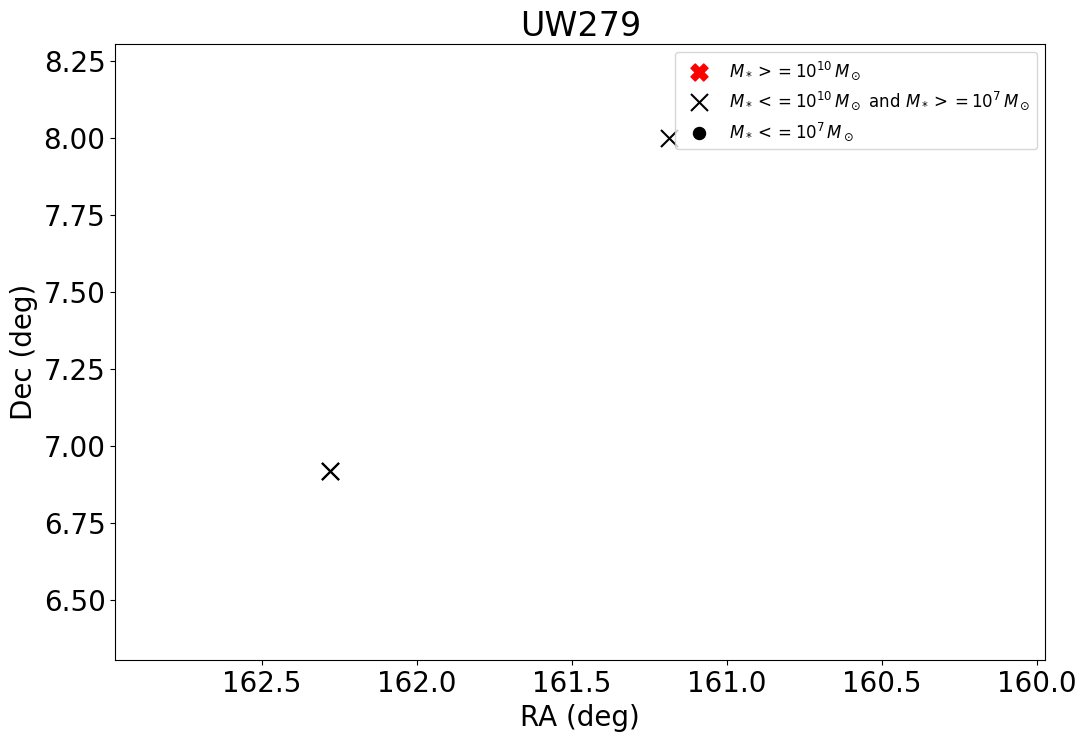 UW279
8.25
8.00
7.75
7.50
7.25
7.00
6.75
6.50
Dec (deg)
M* >= 10^10 M⊙
M* <= 10^10 M⊙ and M* >= 10^7 M⊙
M* <= 10^7 M⊙
162.5 162.0 161.5 161.0 160.5 160.0
RA (deg)